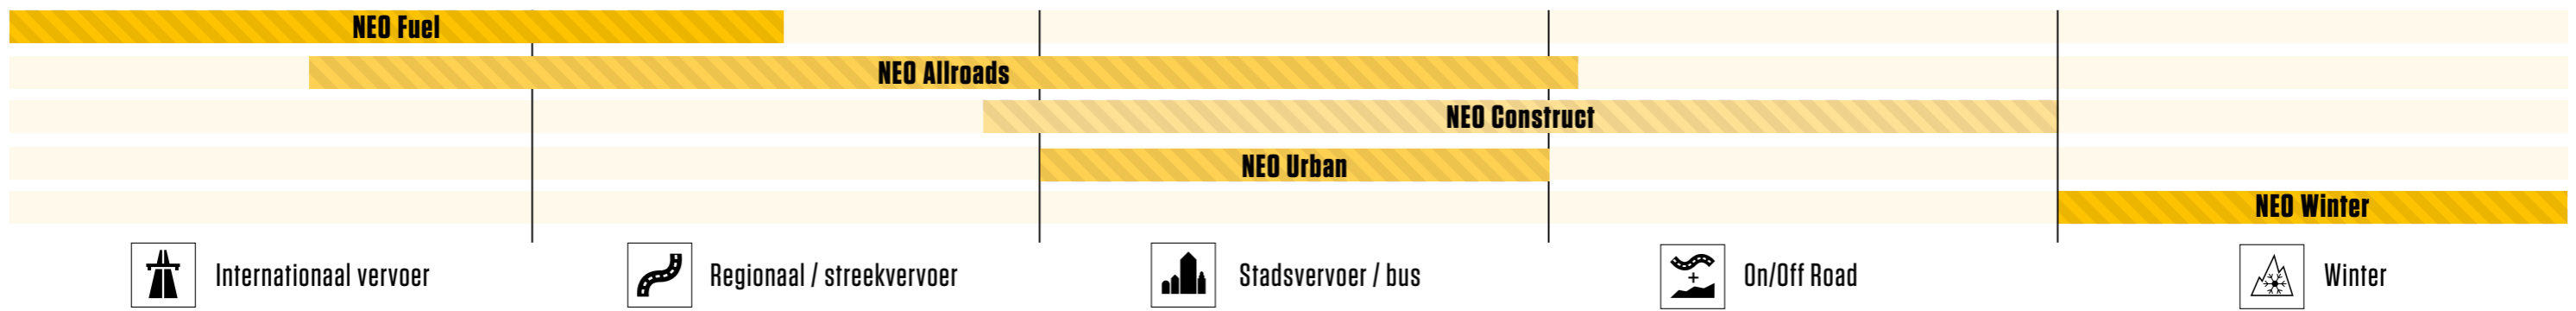 NEO Fuel
NEO Allroads
NEO Construct
NEO Urban
NEO Winter
Internationaal vervoer
Regionaal / streekvervoer
Stadsvervoer / bus
On/Off Road
Winter